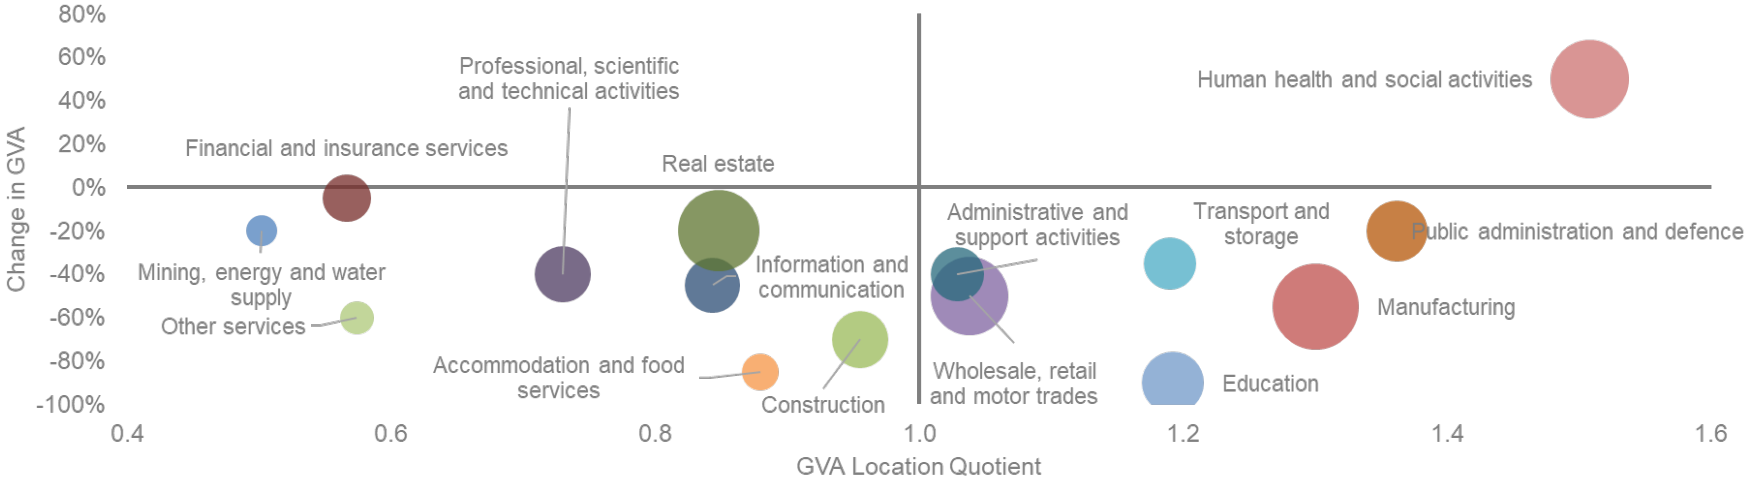 80%
60%
40%
20%
0%
-20%
-40%
-60%
-80%
-100%
Change in GVA
Professional, scientific
and technical activities
Human health and social activities
Financial and insurance services
Real estate
Administrative and
support activities
Transport and
storage
Public administration and defence
Mining, energy and water
supply
Information and
communication
Other services
Manufacturing
Accommodation and food
services
Wholesale, retail
and motor trades
Education
Construction
0.4
0.6
0.8
1.0
1.2
1.4
1.6
GVA Location Quotient